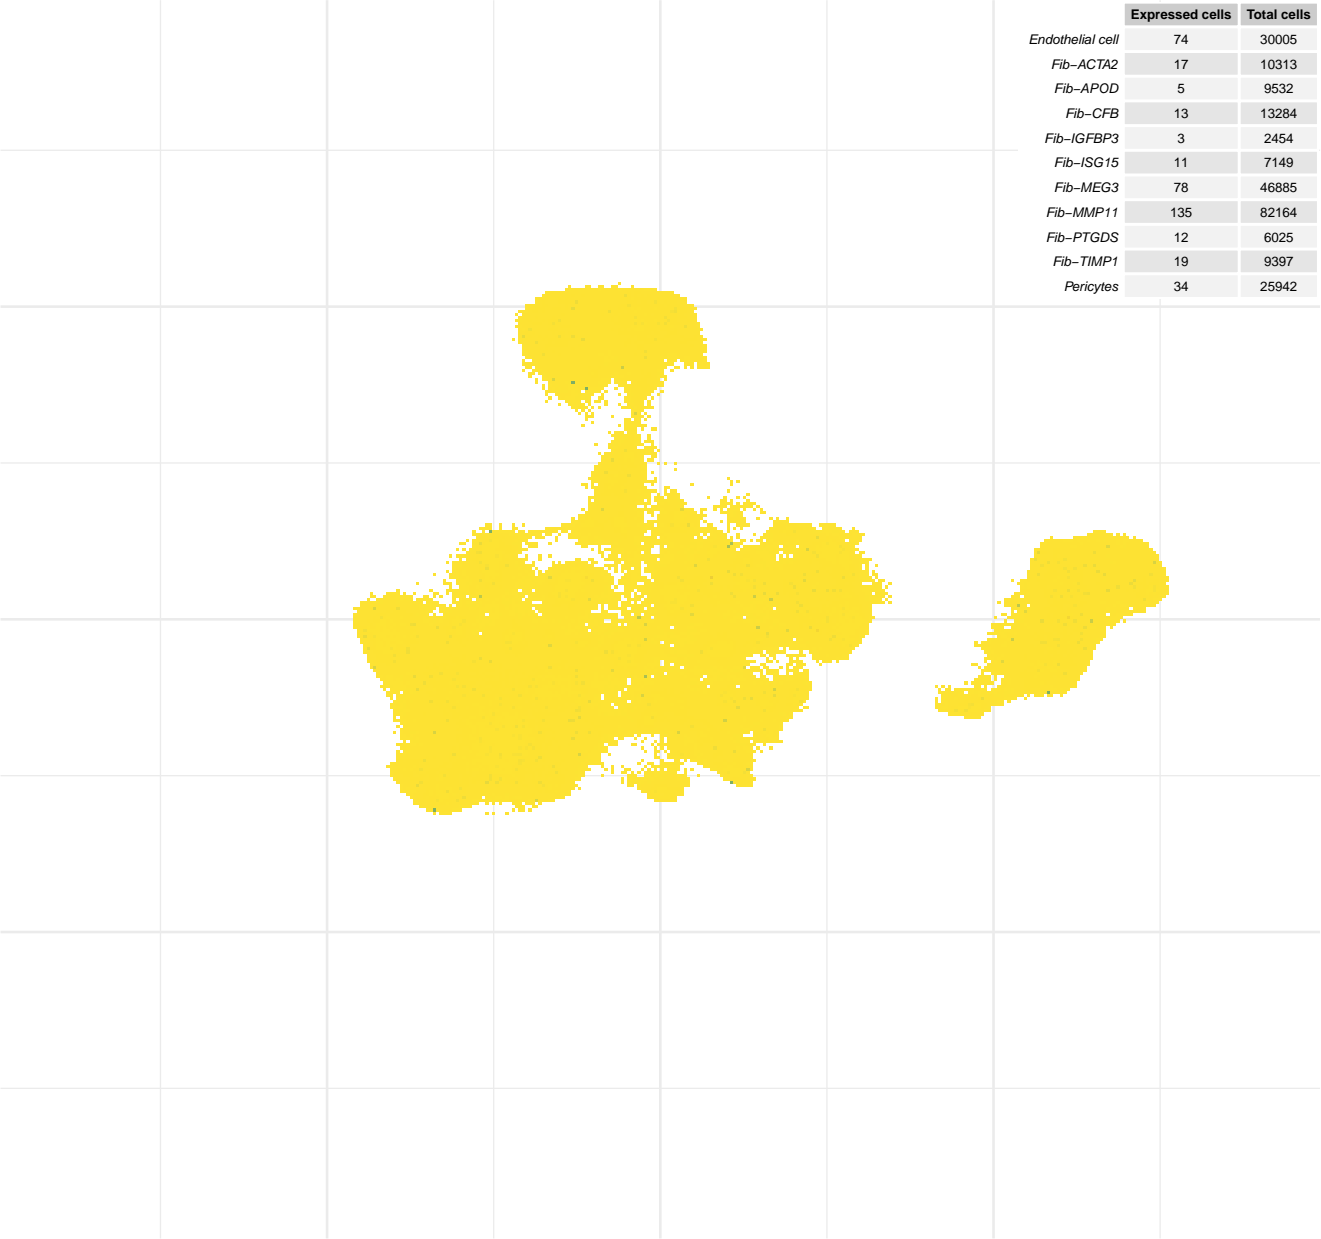 Expressed cells Total cells
Endothelial cell 74 30005
Fib−ACTA2 17 10313
Fib−APOD 5 9532
Fib−CFB 13 13284
Fib−IGFBP3 3 2454
Fib−ISG15 11 7149
Fib−MEG3 78 46885
Fib−MMP11 135 82164
Fib−PTGDS 12 6025
Fib−TIMP1 19 9397
Pericytes 34 25942